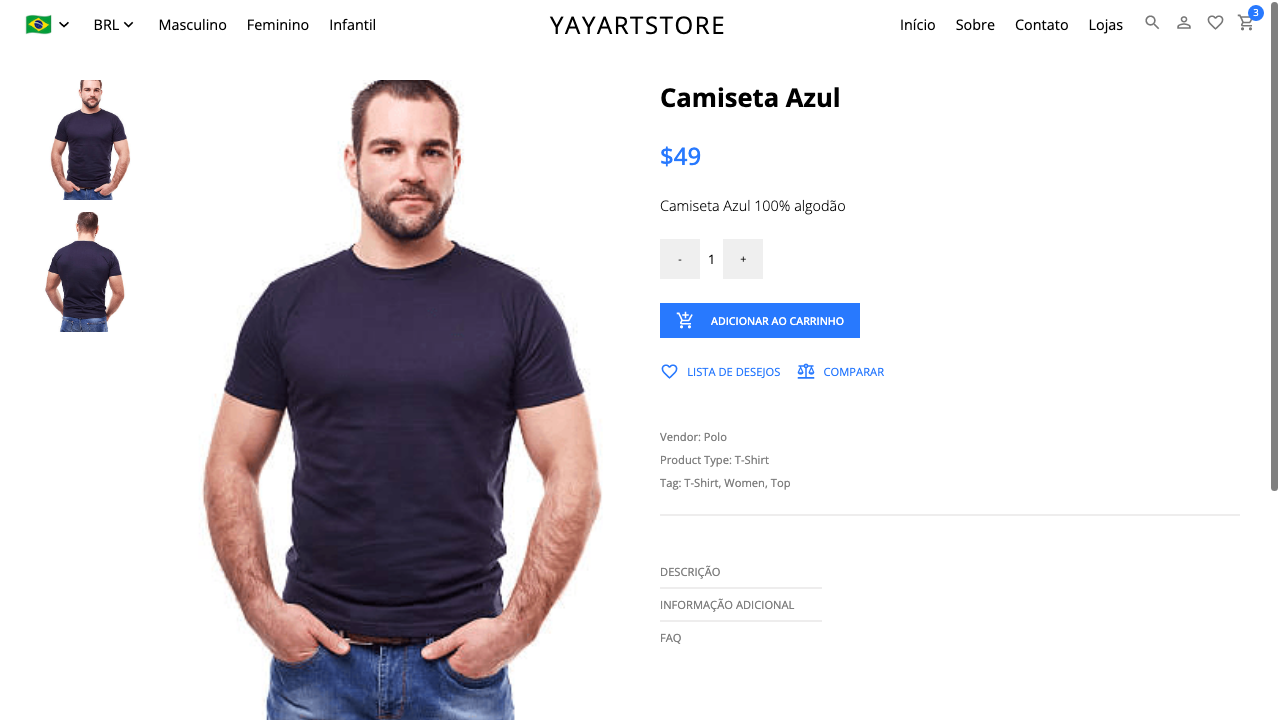 BRL
Masculino
Feminino
Infantil
YAYARTSTORE
Início
Sobre
Contato
Lojas
3
Camiseta Azul
$49
Camiseta Azul 100% algodão
- 1 +
ADICIONAR AO CARRINHO
LISTA DE DESEJOS
COMPARAR
Vendor: Polo
Product Type: T-Shirt
Tag: T-Shirt, Women, Top
DESCRIÇÃO
INFORMAÇÃO ADICIONAL
FAQ